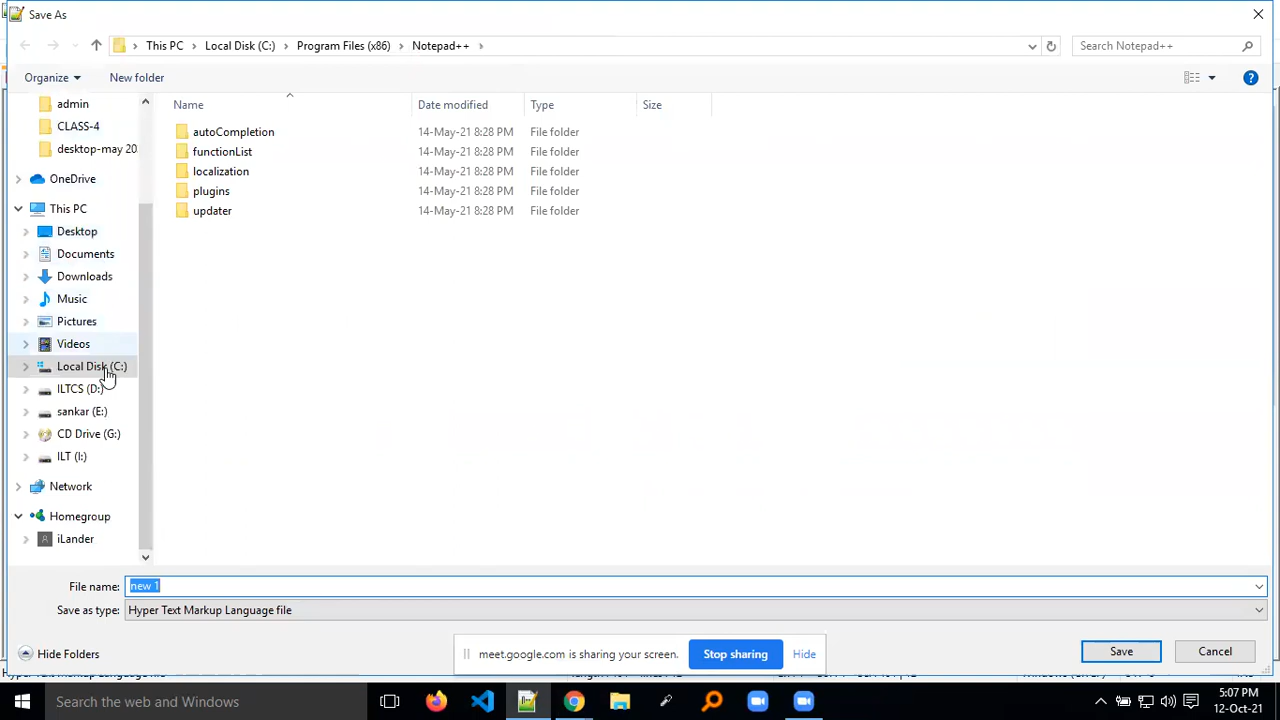 Save As
This PC > Local Disk (C:) > Program Files (x86) > Notepad++ >
Search Notepad++
Organize
New folder
admin
CLASS-4
desktop-may 20
OneDrive
This PC
Desktop
Documents
Downloads
Music
Pictures
Videos
Local Disk (C:)
ILTCS (D:)
sankar (E:)
CD Drive (G:)
ILT (I:)
Network
Homegroup
iLander
Name Date modified Type Size
autoCompletion 14-May-21 8:28 PM File folder
functionList 14-May-21 8:28 PM File folder
localization 14-May-21 8:28 PM File folder
plugins 14-May-21 8:28 PM File folder
updater 14-May-21 8:28 PM File folder
File name: new 1
Save as type: Hyper Text Markup Language file
Hide Folders
meet.google.com is sharing your screen.
Stop sharing
Hide
Save
Cancel
Search the web and Windows
5:07 PM
12-Oct-21